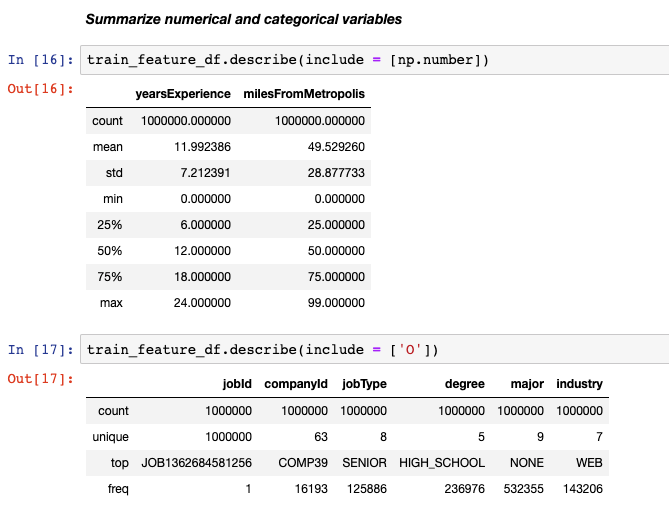 Summarize numerical and categorical variables
In [16]: train_feature_df.describe(include = [np.number])
Out[16]:
yearsExperience milesFromMetropolis
count 1000000.000000 1000000.000000
mean 11.992386 49.529260
std 7.212391 28.877733
min 0.000000 0.000000
25% 6.000000 25.000000
50% 12.000000 50.000000
75% 18.000000 75.000000
max 24.000000 99.000000
In [17]: train_feature_df.describe(include = ['O'])
Out[17]:
jobId companyId jobType degree major industry
count 1000000 1000000 1000000 1000000 1000000 1000000
unique 1000000 63 8 5 9 7
top JOB1362684581256 COMP39 SENIOR HIGH_SCHOOL NONE WEB
freq 1 16193 125886 236976 532355 143206